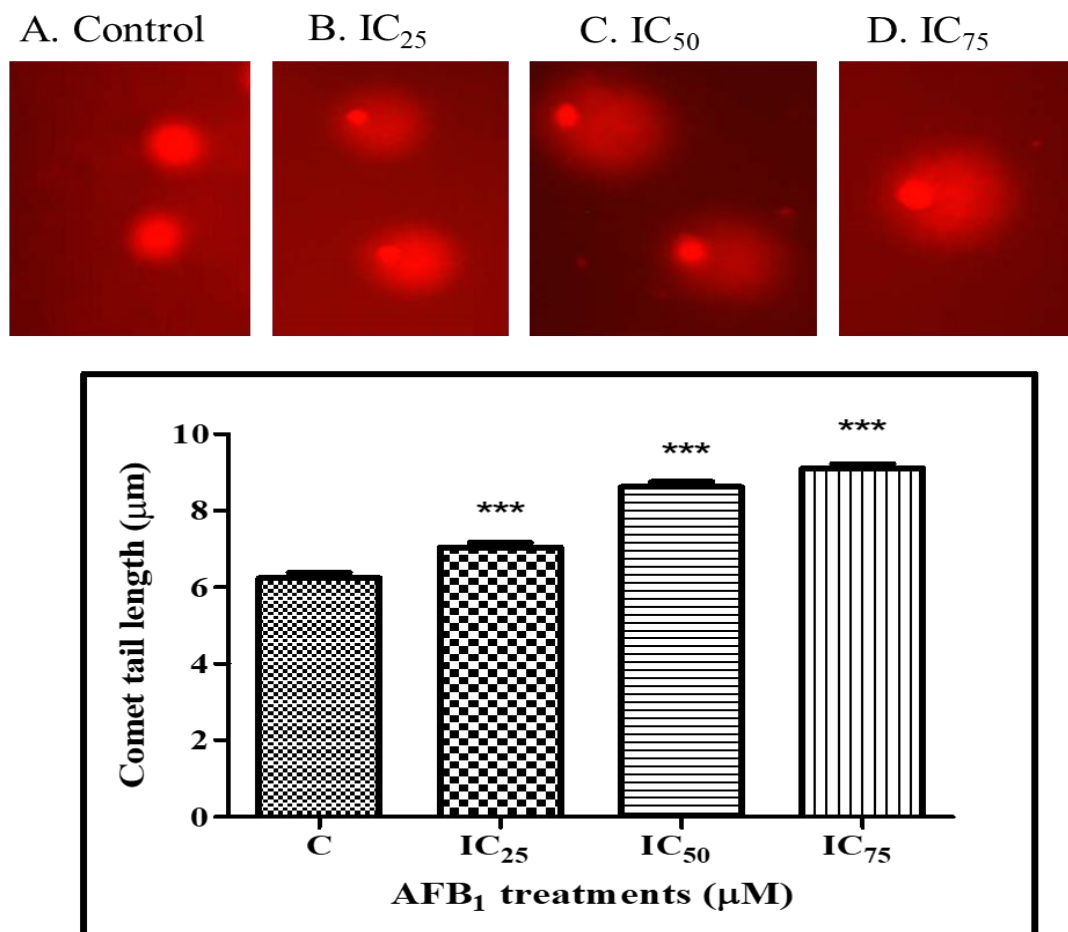 A. Control B. IC₂₅ C. IC₅₀ D. IC₇₅
10
8
6
4
2
0
Comet tail length (μm)
*** *** ***
C IC₂₅ IC₅₀ IC₇₅
AFB₁ treatments (μM)